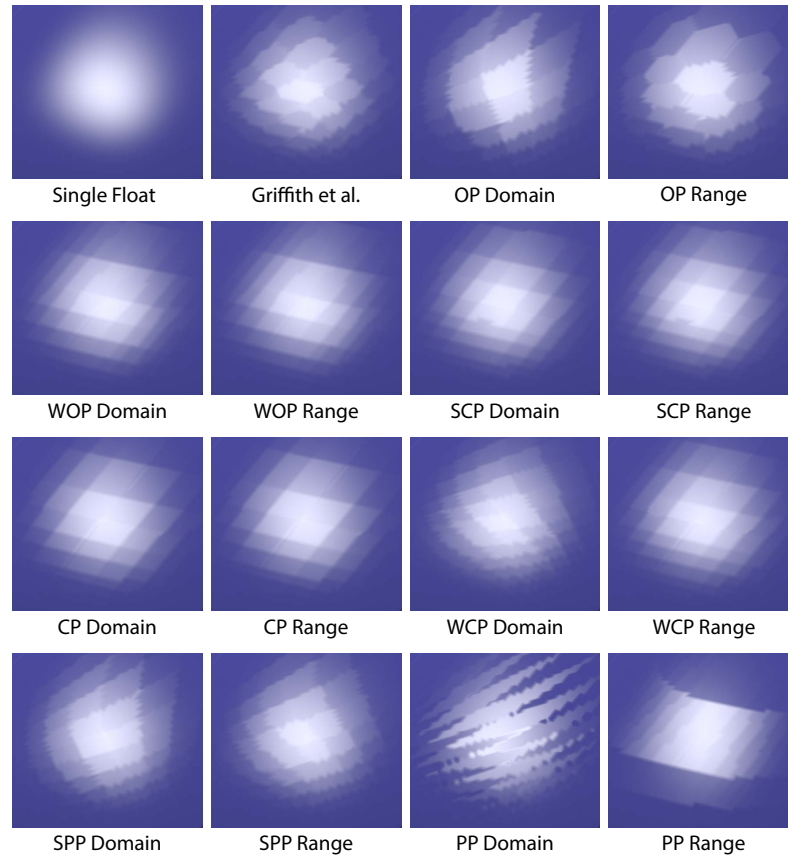 Single Float
Griffith et al.
OP Domain
OP Range
WOP Domain
WOP Range
SCP Domain
SCP Range
CP Domain
CP Range
WCP Domain
WCP Range
SPP Domain
SPP Range
PP Domain
PP Range